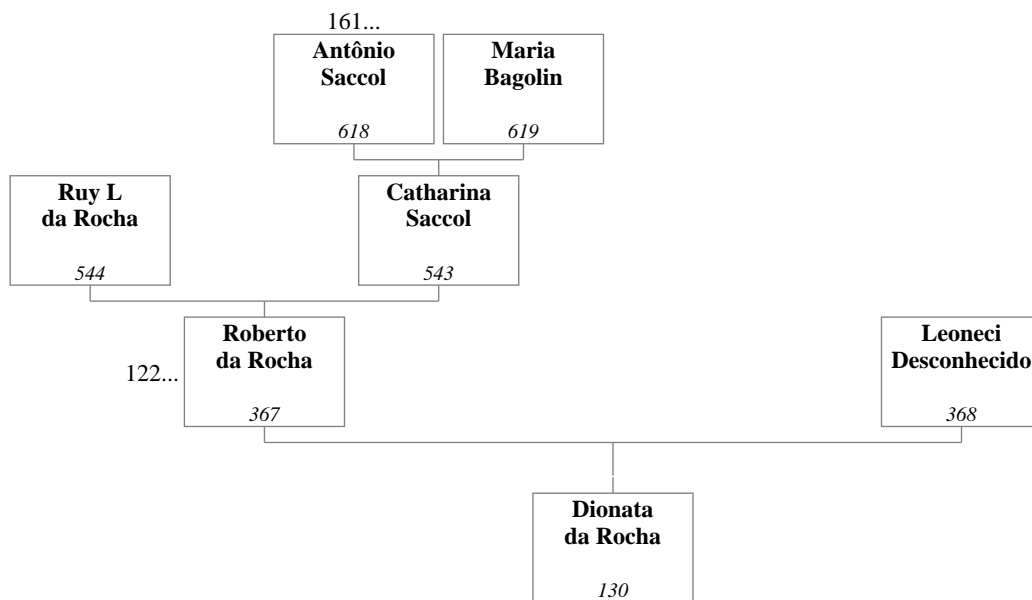 161...
Antônio
Saccol
618
Maria
Bagolin
619
Ruy L
da Rocha
544
Catharina
Saccol
543
122...
Roberto
da Rocha
367
Leoneci
Desconhecido
368
Dionata
da Rocha
130